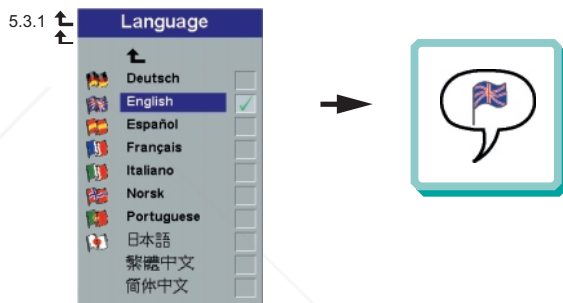 5.3.1
Language
Deutsch
English
Español
Français
Italiano
Norsk
Portuguese
日本語
繁體中文
简体中文